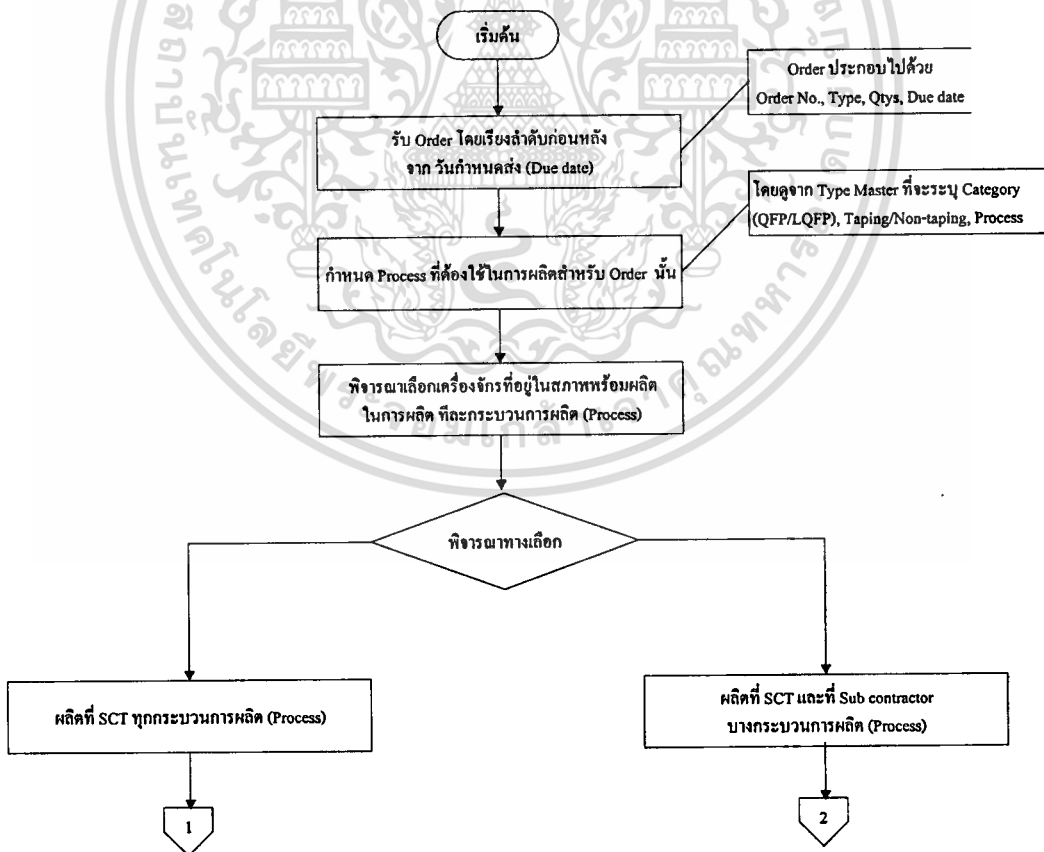 เริ่มต้น
Order ประกอบไปด้วย
Order No., Type, Qtys, Due date
รับ Order โดยเรียงลำดับก่อนหลัง
จาก วันกำหนดส่ง (Due date)
โดยดูจาก Type Master ที่จะระบุ Category
(QFP/LQFP), Taping/Non-taping, Process
กำหนด Process ที่ต้องใช้ในการผลิตสำหรับ Order นั้น
พิจารณาเลือกเครื่องจักรที่อยู่ในสภาพพร้อมผลิต
ในการผลิต ทีละกระบวนการผลิต (Process)
พิจารณาทางเลือก
ผลิตที่ SCT ทุกกระบวนการผลิต (Process)
ผลิตที่ SCT และที่ Sub contractor
บางกระบวนการผลิต (Process)
1
2